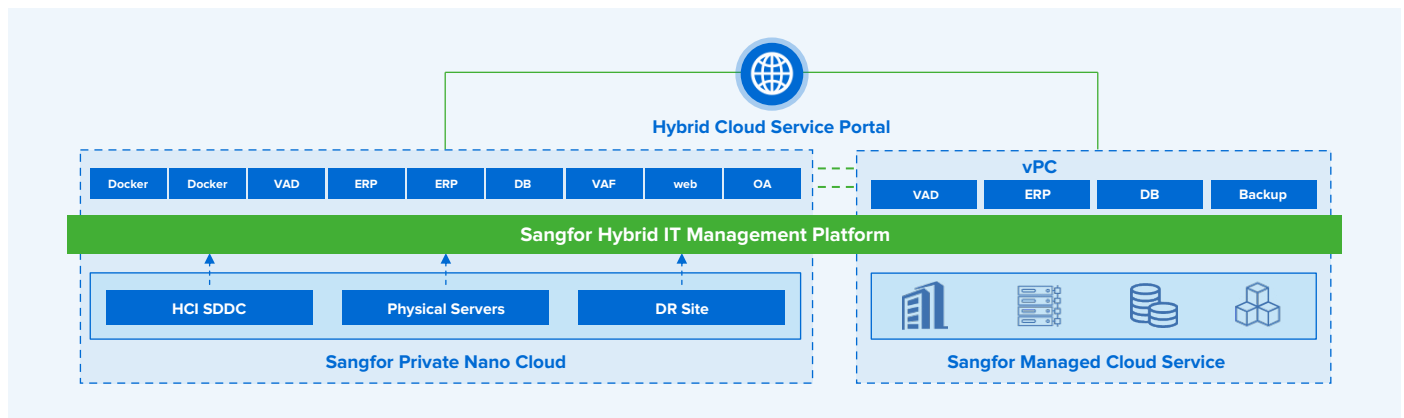 Hybrid Cloud Service Portal
Docker
Docker
VAD
ERP
ERP
DB
VAF
web
OA
vPC
VAD
ERP
DB
Backup
Sangfor Hybrid IT Management Platform
HCI SDDC
Physical Servers
DR Site
Sangfor Private Nano Cloud
Sangfor Managed Cloud Service